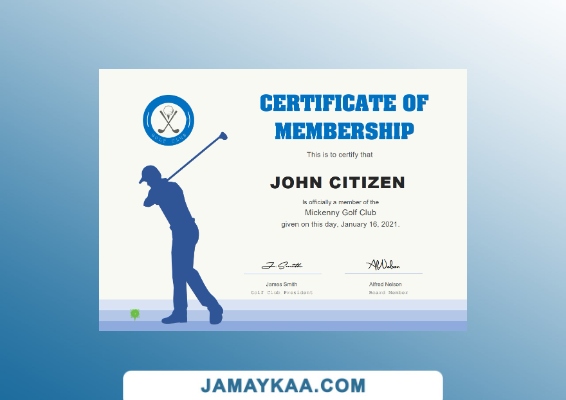 CERTIFICATE OF
MEMBERSHIP
This is to certify that
JOHN CITIZEN
Is officially a member of the
Mickenny Golf Club
given on this day, January 16, 2021.
J. Smith
James Smith
Golf Club President
Alfred Nelson
Board Member
JAMAYKAA.COM